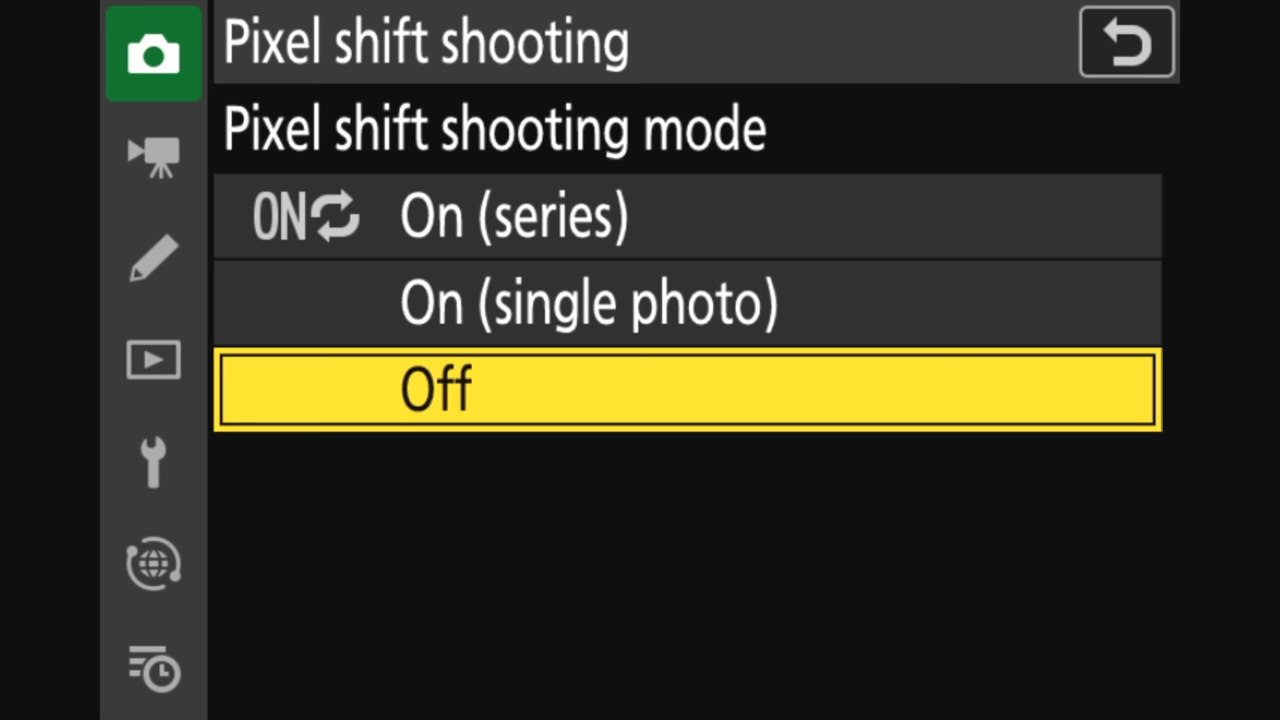 Pixel shift shooting
Pixel shift shooting mode
ON On (series)
On (single photo)
Off